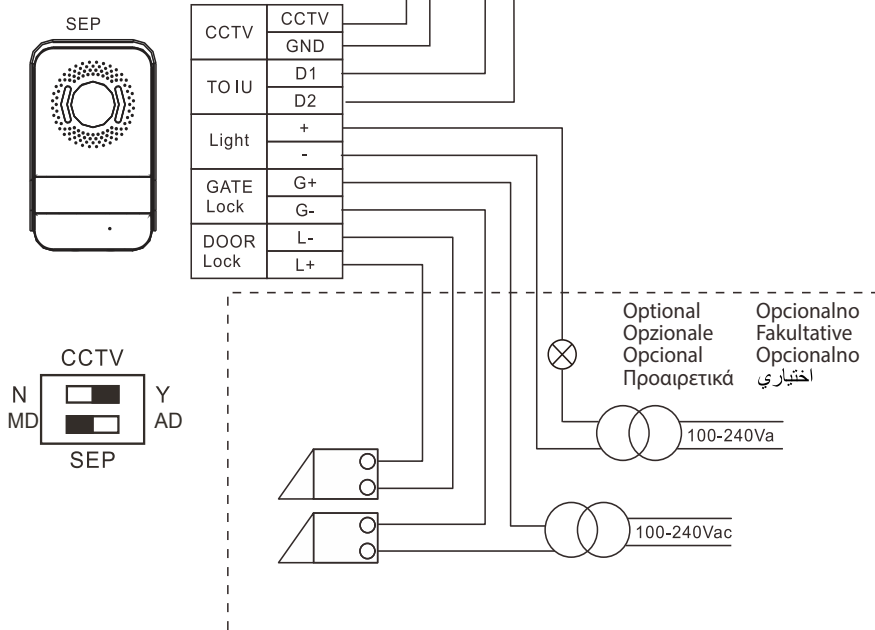 SEP
CCTV
CCTV
GND
TO IU
D1
D2
Light
+
-
GATE
Lock
G+
G-
DOOR
Lock
L-
L+
Optional Opcionalno
Opzionale Fakultative
Opcional Opcionalno
Προαιρετικά اختياري
CCTV
N Y
MD AD
SEP
100-240Va
100-240Vac